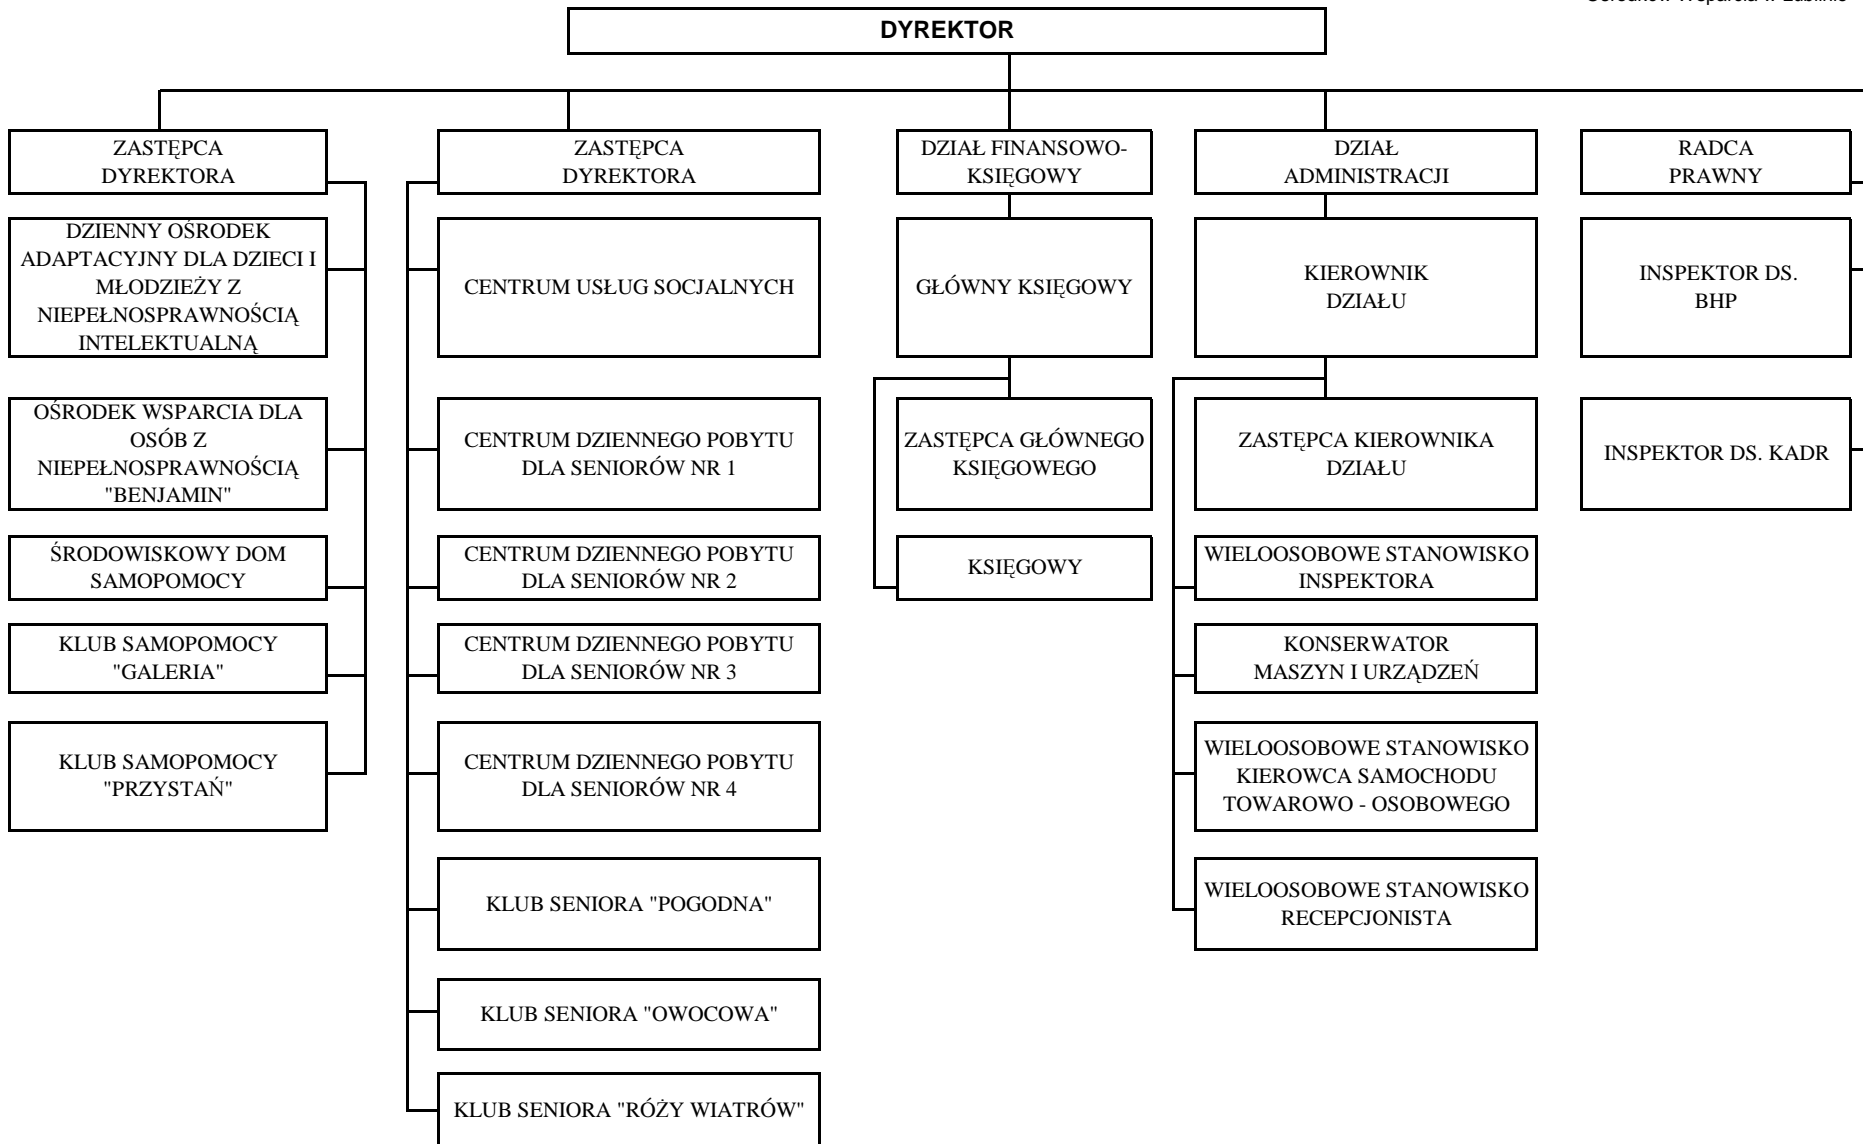 Ośrodków Wsparcia w Lublinie
DYREKTOR
ZASTĘPCA
DYREKTORA
DZIENNY OŚRODEK
ADAPTACYJNY DLA DZIECI I
MŁODZIEŻY Z
NIEPEŁNOSPRAWNOŚCIĄ
INTELEKTUALNĄ
OŚRODEK WSPARCIA DLA
OSÓB Z
NIEPEŁNOSPRAWNOŚCIĄ
"BENJAMIN"
ŚRODOWISKOWY DOM
SAMOPOMOCY
KLUB SAMOPOMOCY
"GALERIA"
KLUB SAMOPOMOCY
"PRZYSTAŃ"
ZASTĘPCA
DYREKTORA
CENTRUM USŁUG SOCJALNYCH
CENTRUM DZIENNEGO POBYTU
DLA SENIORÓW NR 1
CENTRUM DZIENNEGO POBYTU
DLA SENIORÓW NR 2
CENTRUM DZIENNEGO POBYTU
DLA SENIORÓW NR 3
CENTRUM DZIENNEGO POBYTU
DLA SENIORÓW NR 4
KLUB SENIORA "POGODNA"
KLUB SENIORA "OWOCOWA"
KLUB SENIORA "RÓŻY WIATRÓW"
DZIAŁ FINANSOWO-
KSIĘGOWY
GŁÓWNY KSIĘGOWY
ZASTĘPCA GŁÓWNEGO
KSIĘGOWEGO
KSIĘGOWY
DZIAŁ
ADMINISTRACJI
KIEROWNIK
DZIAŁU
ZASTĘPCA KIEROWNIKA
DZIAŁU
WIELOOSOBOWE STANOWISKO
INSPEKTORA
KONSERWATOR
MASZYN I URZĄDZEŃ
WIELOOSOBOWE STANOWISKO
KIEROWCA SAMOCHODU
TOWAROWO - OSOBOWEGO
WIELOOSOBOWE STANOWISKO
RECEPCJONISTA
RADCA
PRAWNY
INSPEKTOR DS.
BHP
INSPEKTOR DS. KADR